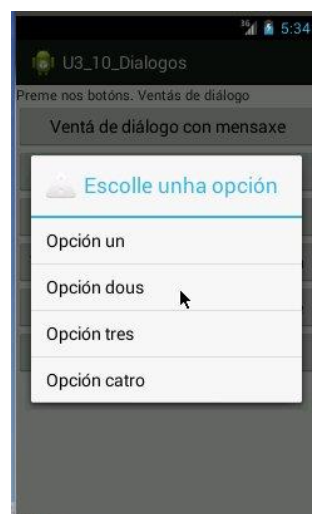 3G 5:34
U3_10_Dialogos
Preme nos botóns. Ventás de diálogo
Ventá de diálogo con mensaxe
Escolle unha opción
Opción un
Opción dous
Opción tres
Opción catro